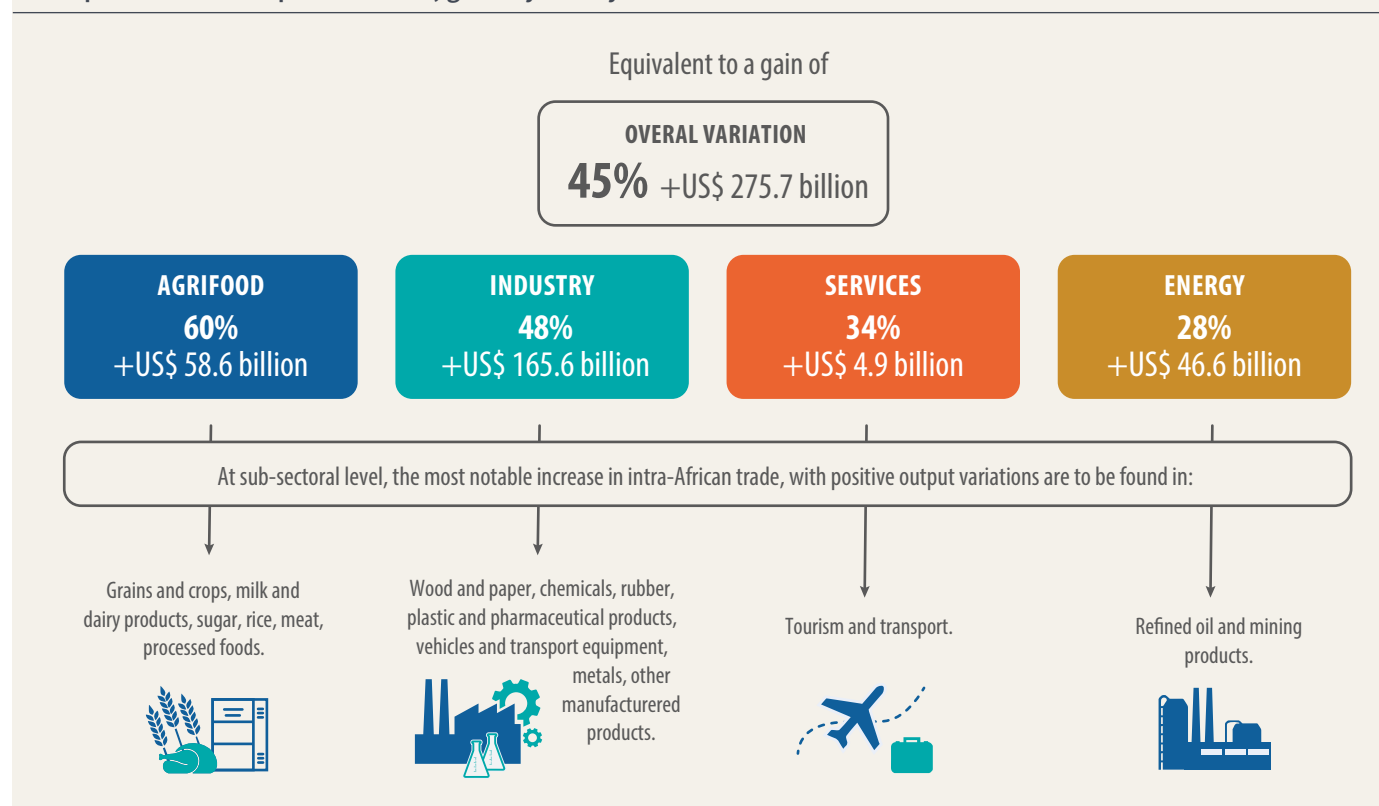 Equivalent to a gain of
OVERAL VARIATION
45% +US$ 275.7 billion
AGRIFOOD
60%
+US$ 58.6 billion
INDUSTRY
48%
+US$ 165.6 billion
SERVICES
34%
+US$ 4.9 billion
ENERGY
28%
+US$ 46.6 billion
At sub-sectoral level, the most notable increase in intra-African trade, with positive output variations are to be found in:
Grains and crops, milk and
dairy products, sugar, rice, meat,
processed foods.
Wood and paper, chemicals, rubber,
plastic and pharmaceutical products,
vehicles and transport equipment,
metals, other
manufacturered
products.
Tourism and transport.
Refined oil and mining
products.